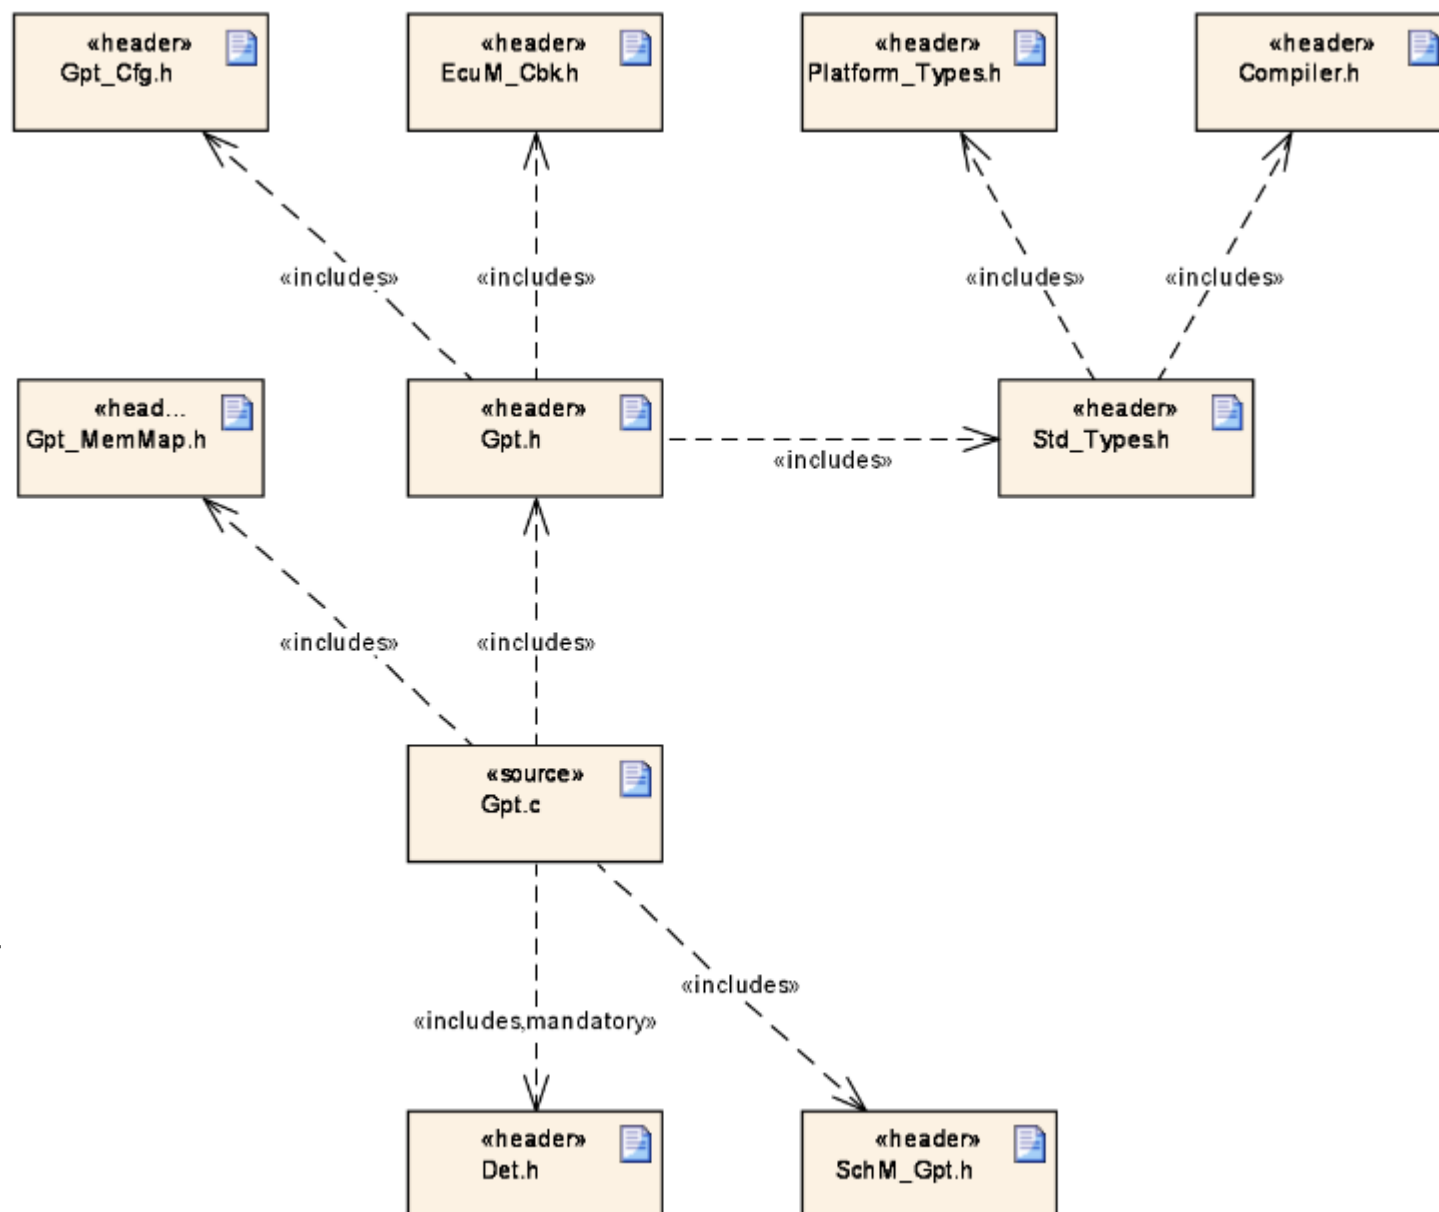 «header»
Gpt_Cfg.h
«header»
EcuM_Cbk.h
«header»
Platform_Types.h
«header»
Compiler.h
«includes»
«includes»
«includes»
«includes»
«head...
Gpt_MemMap.h
«header»
Gpt.h
«header»
Std_Types.h
«includes»
«includes»
«includes»
«source»
Gpt.c
«includes»
«includes,mandatory»
«header»
Det.h
«header»
SchM_Gpt.h